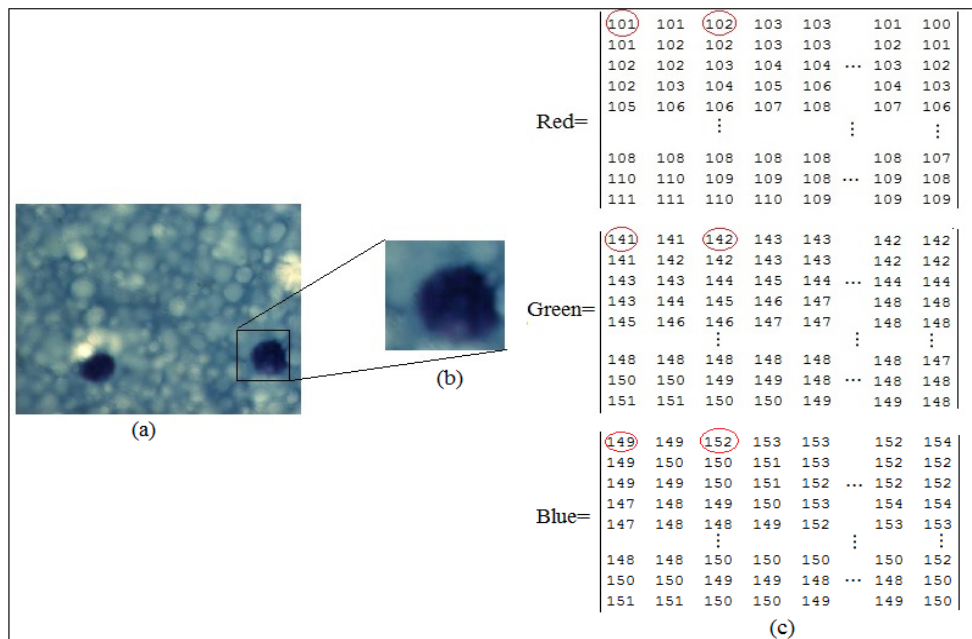 101 101 102 103 103 101 100
101 102 102 103 103 102 101
102 102 103 104 104 ... 103 102
102 103 104 105 106 104 103
105 106 106 107 108 107 106
Red=
⋮ ⋮ ⋮
108 108 108 108 108 108 107
110 110 109 109 108 ... 109 108
111 111 110 110 109 109 109
141 141 142 143 143 142 142
141 142 142 143 143 142 142
143 143 144 145 144 ... 144 144
143 144 145 146 147 148 148
Green=
145 146 146 147 147 148 148
⋮ ⋮ ⋮
148 148 148 148 148 148 147
150 150 149 149 148 ... 148 148
151 151 150 150 149 149 148
(a)
(b)
149 149 152 153 153 152 154
149 150 150 151 153 152 152
149 149 150 151 152 ... 152 152
147 148 149 150 153 154 154
Blue=
147 148 148 149 152 153 153
⋮ ⋮ ⋮
148 148 150 150 150 150 152
150 150 149 149 148 ... 148 150
151 151 150 150 149 149 150
(c)